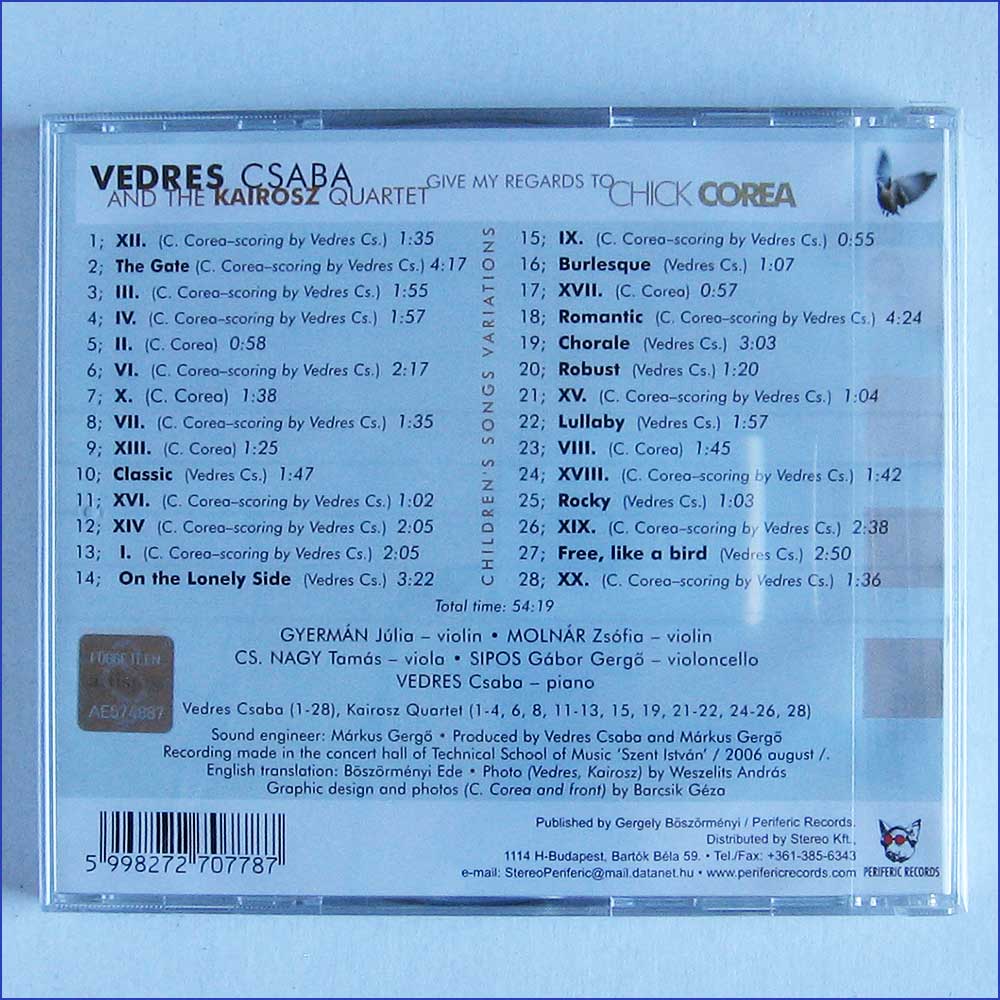 VEDRES CSABA
AND THE KAIROSZ QUARTET
GIVE MY REGARDS TO
CHICK COREA
1; XII. (C. Corea–scoring by Vedres Cs.) 1:35
2; The Gate (C. Corea–scoring by Vedres Cs.) 4:17
3; III. (C. Corea–scoring by Vedres Cs.) 1:55
4; IV. (C. Corea–scoring by Vedres Cs.) 1:57
5; II. (C. Corea) 0:58
6; VI. (C. Corea–scoring by Vedres Cs.) 2:17
7; X. (C. Corea) 1:38
8; VII. (C. Corea–scoring by Vedres Cs.) 1:35
9; XIII. (C. Corea) 1:25
10; Classic (Vedres Cs.) 1:47
11; XVI. (C. Corea–scoring by Vedres Cs.) 1:02
12; XIV (C. Corea–scoring by Vedres Cs.) 2:05
13; I. (C. Corea–scoring by Vedres Cs.) 2:05
14; On the Lonely Side (Vedres Cs.) 3:22
CHILDREN'S SONGS VARIATIONS
15; IX. (C. Corea–scoring by Vedres Cs.) 0:55
16; Burlesque (Vedres Cs.) 1:07
17; XVII. (C. Corea) 0:57
18; Romantic (C. Corea–scoring by Vedres Cs.) 4:24
19; Chorale (Vedres Cs.) 3:03
20; Robust (Vedres Cs.) 1:20
21; XV. (C. Corea–scoring by Vedres Cs.) 1:04
22; Lullaby (Vedres Cs.) 1:57
23; VIII. (C. Corea) 1:45
24; XVIII. (C. Corea–scoring by Vedres Cs.) 1:42
25; Rocky (Vedres Cs.) 1:03
26; XIX. (C. Corea–scoring by Vedres Cs.) 2:38
27; Free, like a bird (Vedres Cs.) 2:50
28; XX. (C. Corea–scoring by Vedres Cs.) 1:36
Total time: 54:19
GYERMÁN Júlia – violin • MOLNÁR Zsófia – violin
CS. NAGY Tamás – viola • SIPOS Gábor Gergő – violoncello
VEDRES Csaba – piano
FÜGGETLEN
AE574887
Vedres Csaba (1-28), Kairosz Quartet (1-4, 6, 8, 11-13, 15, 19, 21-22, 24-26, 28)
Sound engineer: Márkus Gergő • Produced by Vedres Csaba and Márkus Gergő
Recording made in the concert hall of Technical School of Music 'Szent István' / 2006 august /.
English translation: Böszörményi Ede • Photo (Vedres, Kairosz) by Weszelits András
Graphic design and photos (C. Corea and front) by Barcsik Géza
5 998272 707787
Published by Gergely Böszörményi / Periferic Records.
Distributed by Stereo Kft.,
1114 H-Budapest, Bartók Béla 59. • Tel./Fax: +361-385-6343
e-mail: StereoPeriferic@mail.datanet.hu • www.perifericrecords.com
PERIFERIC RECORDS